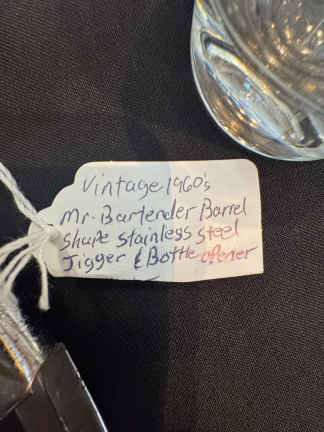 Vintage 1960's
Mr. Bartender Barrel
Shape Stainless Steel
Jigger & Bottle opener